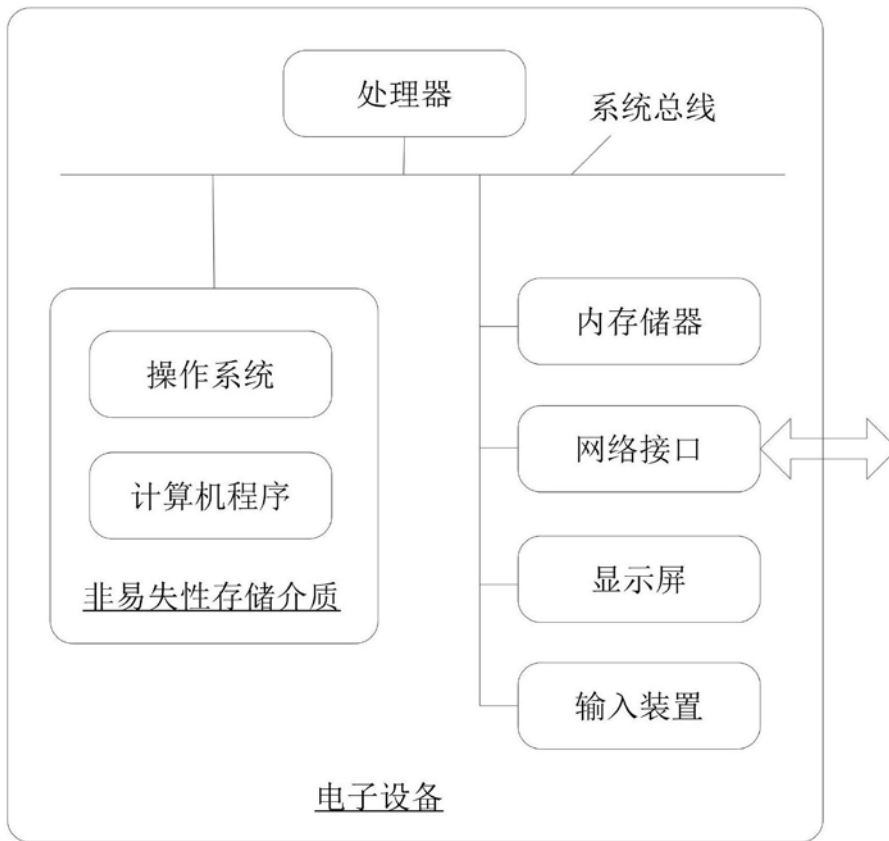 处理器
系统总线
内存储器
操作系统
网络接口
计算机程序
显示屏
非易失性存储介质
输入装置
电子设备